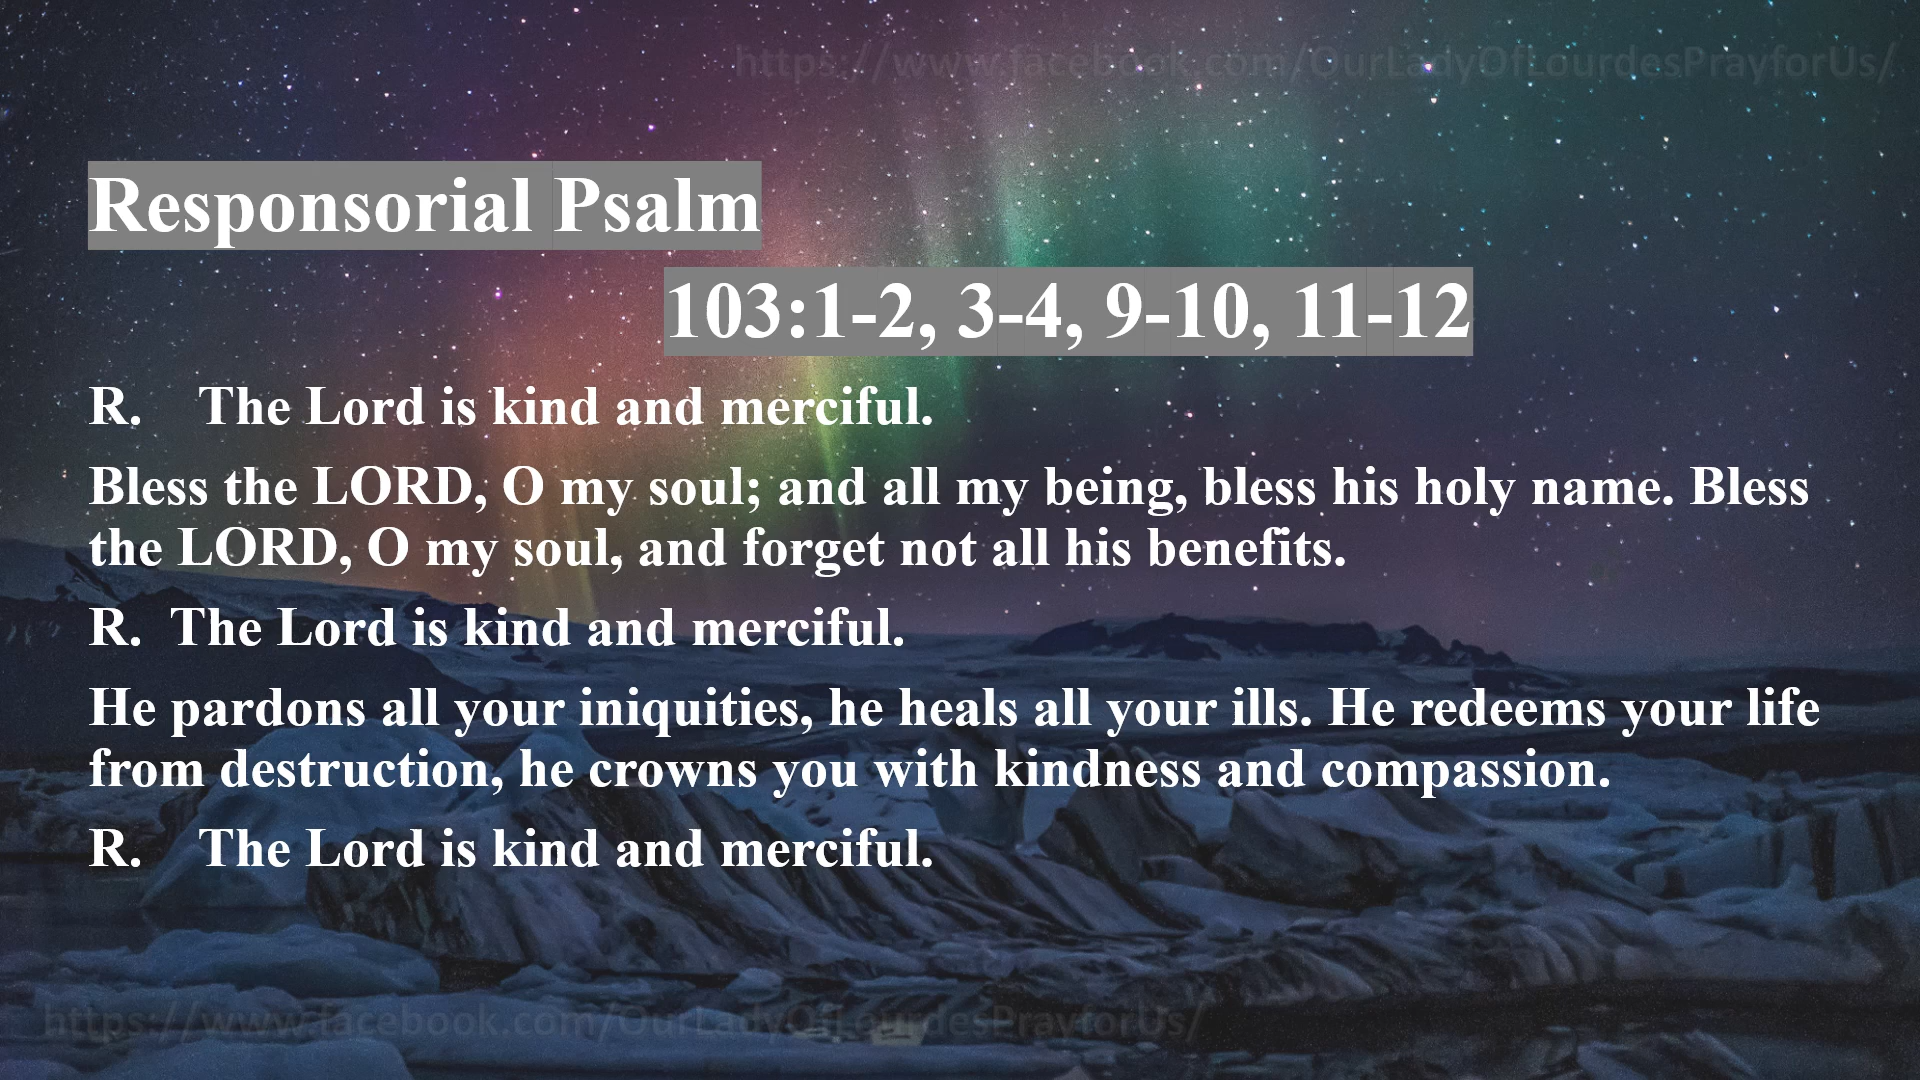 https://www.facebook.com/OurLadyOfLourdesPrayforUs/
Responsorial Psalm
103:1-2, 3-4, 9-10, 11-12
R. The Lord is kind and merciful.
Bless the LORD, O my soul; and all my being, bless his holy name. Bless
the LORD, O my soul, and forget not all his benefits.
R. The Lord is kind and merciful.
He pardons all your iniquities, he heals all your ills. He redeems your life
from destruction, he crowns you with kindness and compassion.
R. The Lord is kind and merciful.
https://www.facebook.com/OurLadyOfLourdesPrayforUs/